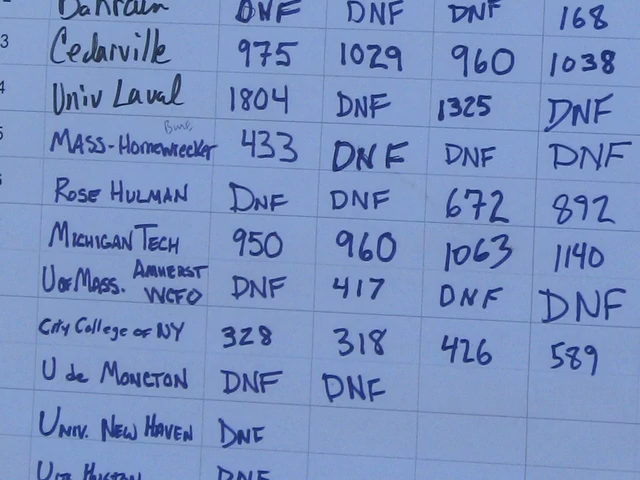 Bahrain DNF DNF DNF 168
3 Cedarville 975 1029 960 1038
4 Univ Laval 1804 DNF 1325 DNF
5 MASS-Homewrecker 433 DNF DNF DNF
ROSE HULMAN DNF DNF 672 892
MICHIGAN TECH 950 960 1063 1140
U OF MASS. AMHERST WCFO DNF 417 DNF DNF
City College of NY 328 318 426 589
U de MONCTON DNF DNF
UNIV. NEW HAVEN DNF
DNF